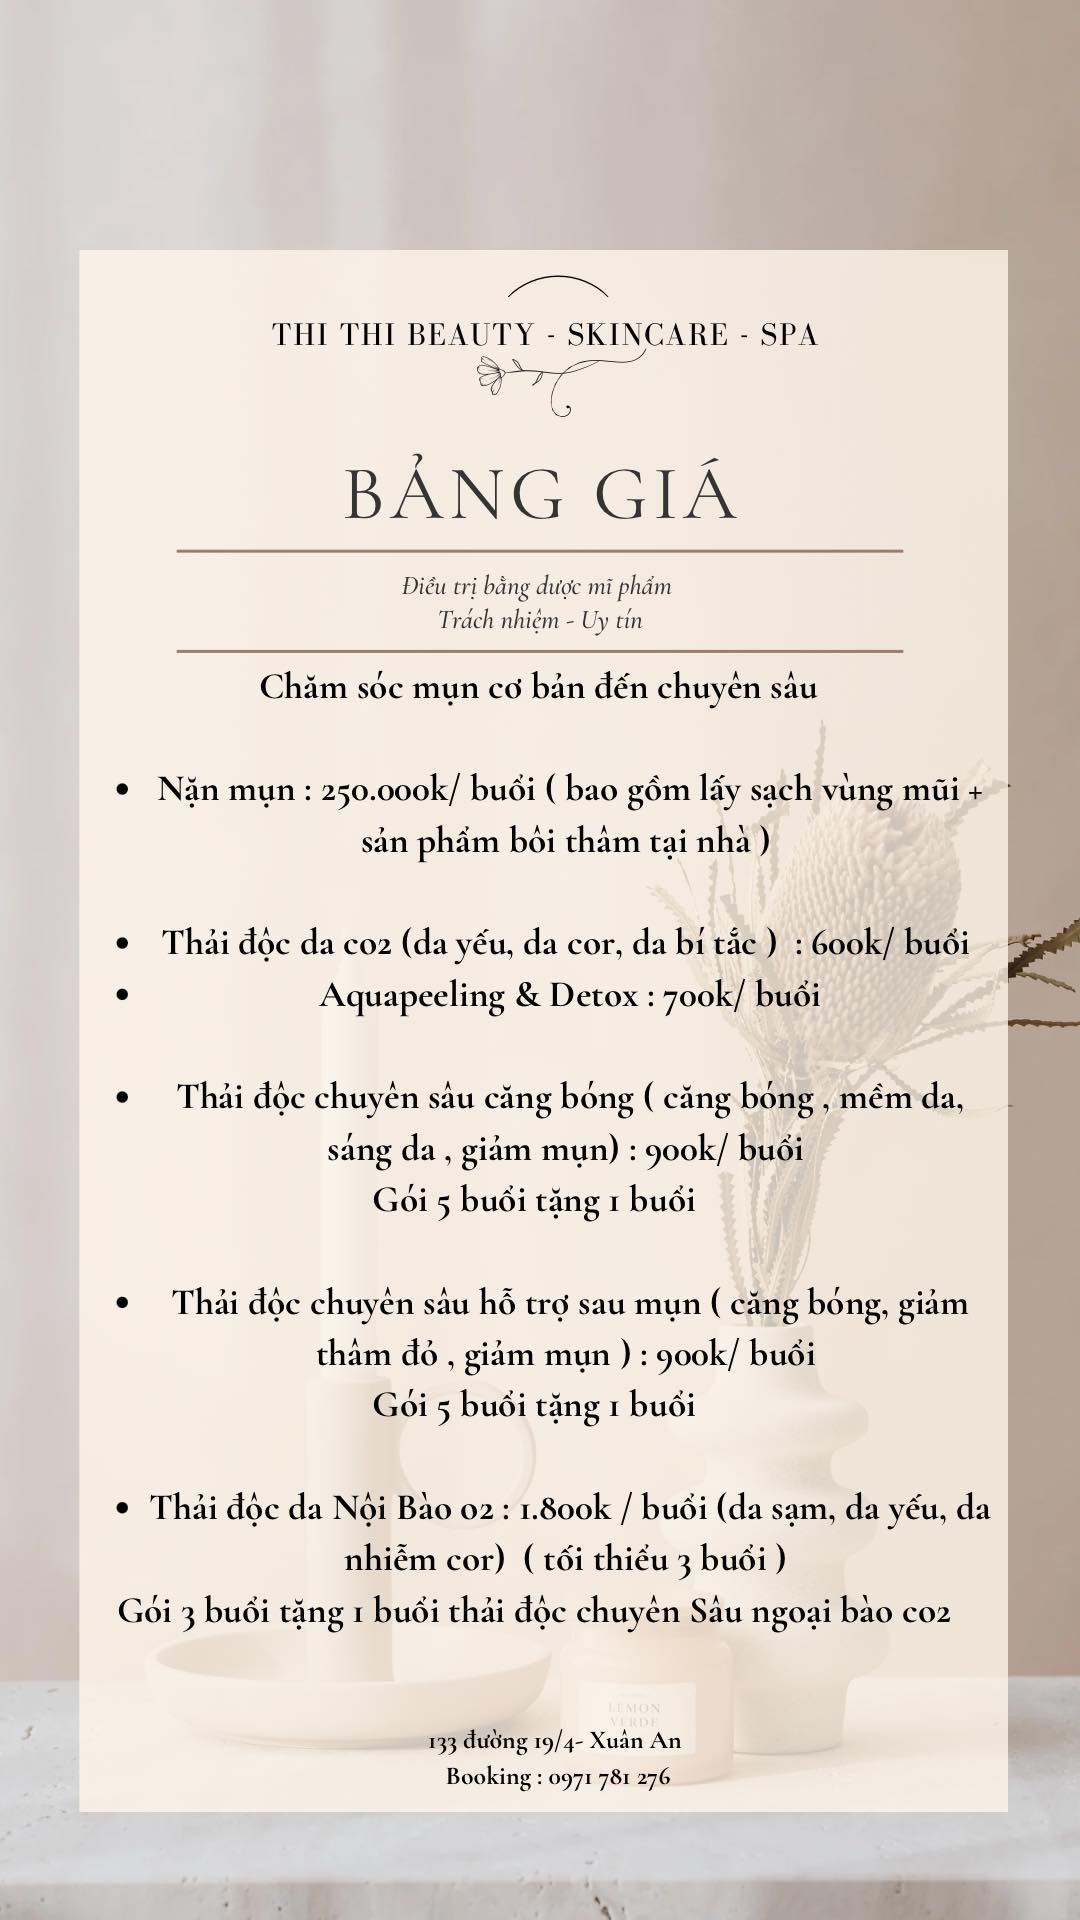 THI THI BEAUTY - SKINCARE - SPA
BẢNG GIÁ
Điều trị bằng dược mĩ phẩm
Trách nhiệm - Uy tín
Chăm sóc mụn cơ bản đến chuyên sâu
• Nặn mụn : 250.000k/ buổi ( bao gồm lấy sạch vùng mũi +
sản phẩm bôi thâm tại nhà )
• Thải độc da co2 (da yếu, da cor, da bí tắc ) : 600k/ buổi
• Aquapeeling & Detox : 700k/ buổi
• Thải độc chuyên sâu căng bóng ( căng bóng , mềm da,
sáng da , giảm mụn) : 900k/ buổi
Gói 5 buổi tặng 1 buổi
• Thải độc chuyên sâu hỗ trợ sau mụn ( căng bóng, giảm
thâm đỏ , giảm mụn ) : 900k/ buổi
Gói 5 buổi tặng 1 buổi
• Thải độc da Nội Bào 02 : 1.800k / buổi (da sạm, da yếu, da
nhiễm cor) ( tối thiểu 3 buổi )
Gói 3 buổi tặng 1 buổi thải độc chuyên Sâu ngoại bào co2
LEMON
VERDE
133 đường 19/4- Xuân An
Booking : 0971 781 276